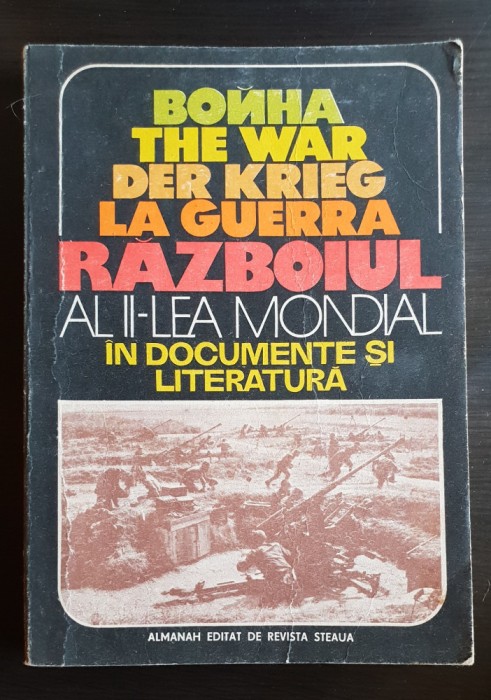 ВОЙНА
THE WAR
DER KRIEG
LA GUERRA
RĂZBOIUL
AL II-LEA MONDIAL
ÎN DOCUMENTE ȘI
LITERATURĂ
ALMANAH EDITAT DE REVISTA STEAUA